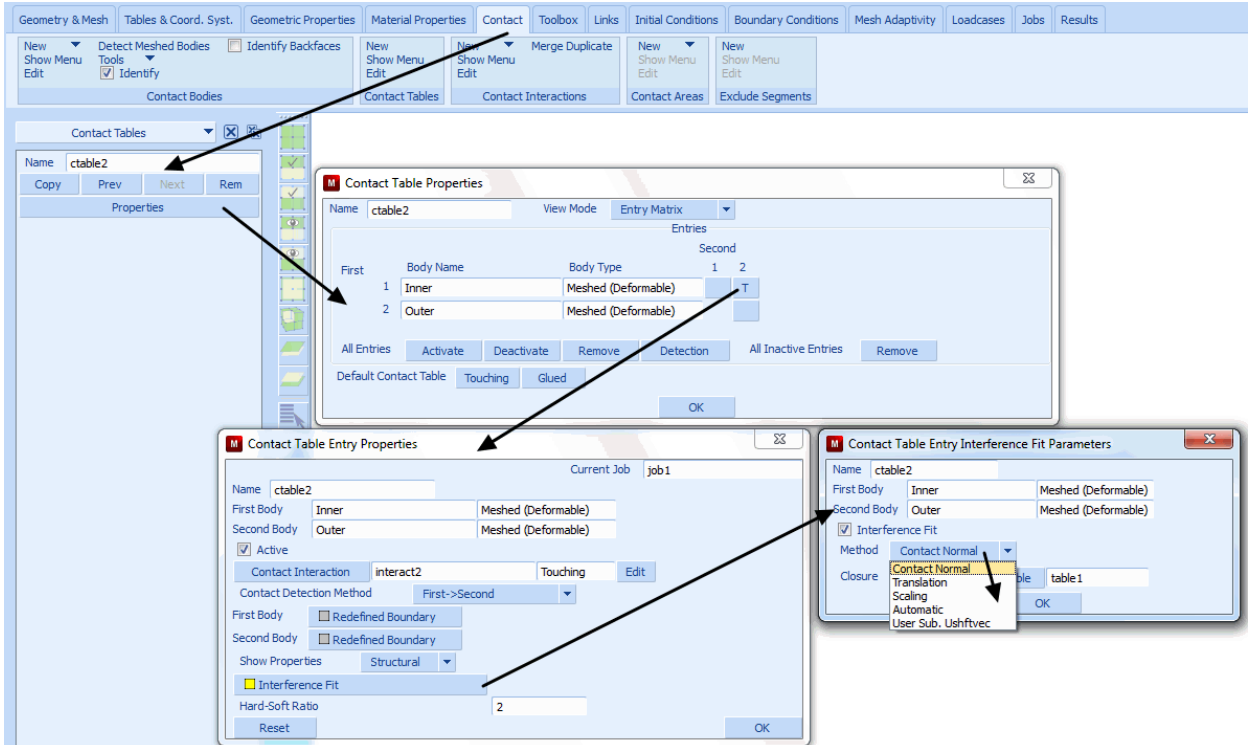 Geometry & Mesh Tables & Coord. Syst. Geometric Properties Material Properties Contact Toolbox Links Initial Conditions Boundary Conditions Mesh Adaptivity Loadcases Jobs Results
New Detect Meshed Bodies Identify Backfaces New New Merge Duplicate New New
Show Menu Tools Show Menu Show Menu Show Menu Show Menu
Edit Identify Edit Edit Edit Edit
Contact Bodies Contact Tables Contact Interactions Contact Areas Exclude Segments
Contact Tables
Name ctable2
Copy Prev Next Rem
Properties
M Contact Table Properties
Name ctable2 View Mode Entry Matrix
Entries
Second
First Body Name Body Type 1 2
1 Inner Meshed (Deformable) T
2 Outer Meshed (Deformable)
All Entries Activate Deactivate Remove Detection All Inactive Entries Remove
Default Contact Table Touching Glued
OK
M Contact Table Entry Properties
Current Job job1
Name ctable2
First Body Inner Meshed (Deformable)
Second Body Outer Meshed (Deformable)
Active
Contact Interaction interact2 Touching Edit
Contact Detection Method First->Second
First Body Redefined Boundary
Second Body Redefined Boundary
Show Properties Structural
Interference Fit
Hard-Soft Ratio 2
Reset OK
M Contact Table Entry Interference Fit Parameters
Name ctable2
First Body Inner Meshed (Deformable)
Second Body Outer Meshed (Deformable)
Interference Fit
Method Contact Normal
Contact Normal
Closure table1
Translation
Scaling
OK
Automatic
User Sub. Ushftvec